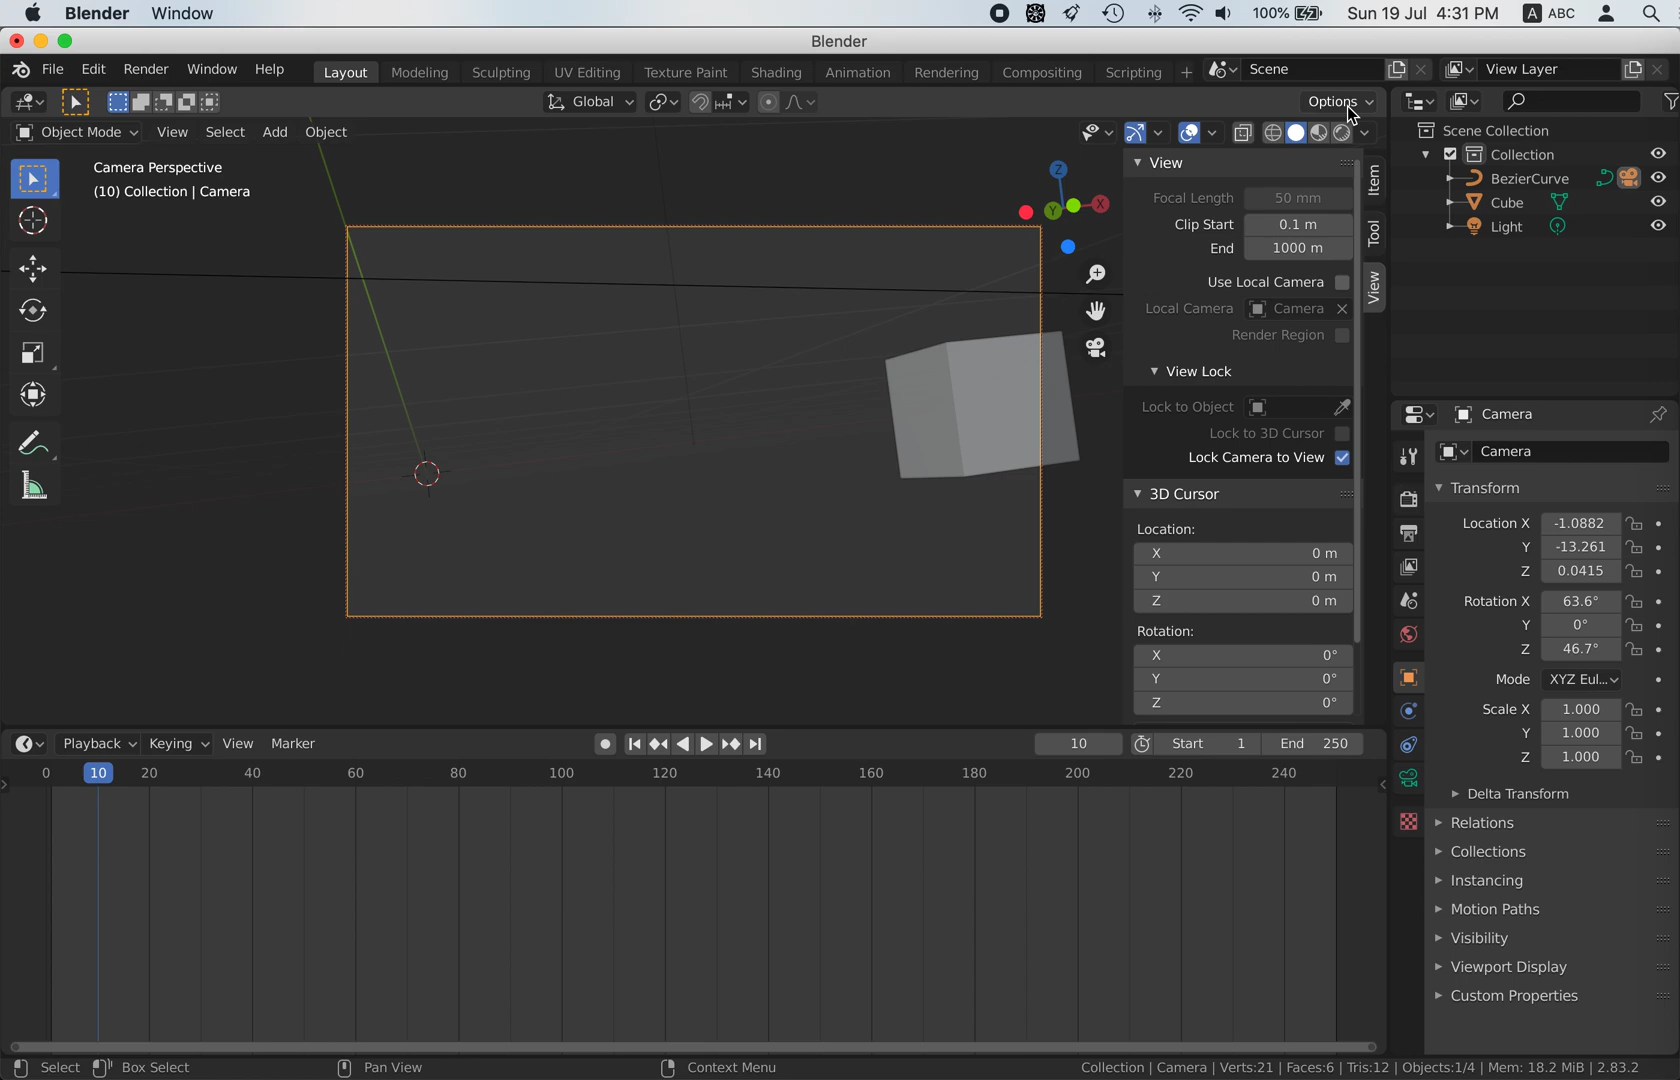 Blender Window 100% Sun 19 Jul 4:31 PM A ABC
Blender
File Edit Render Window Help Layout Modeling Sculpting UV Editing Texture Paint Shading Animation Rendering Compositing Scripting + Scene View Layer
Global Options
Object Mode View Select Add Object
Camera Perspective
(10) Collection | Camera
Z
X
Y
View
Focal Length 50 mm
Clip Start 0.1 m
End 1000 m
Use Local Camera
Local Camera Camera
Render Region
View Lock
Lock to Object
Lock to 3D Cursor
Lock Camera to View
3D Cursor
Location:
X 0 m
Y 0 m
Z 0 m
Rotation:
X 0°
Y 0°
Z 0°
Item
Tool
View
Scene Collection
Collection
BezierCurve
Cube
Light
Camera
Camera
Transform
Location X -1.0882
Y -13.261
Z 0.0415
Rotation X 63.6°
Y 0°
Z 46.7°
Mode XYZ Eul...
Scale X 1.000
Y 1.000
Z 1.000
Delta Transform
Relations
Collections
Instancing
Motion Paths
Visibility
Viewport Display
Custom Properties
Playback Keying View Marker 10 Start 1 End 250
0 10 20 40 60 80 100 120 140 160 180 200 220 240
Select Box Select Pan View Context Menu Collection | Camera | Verts:21 | Faces:6 | Tris:12 | Objects:1/4 | Mem: 18.2 MiB | 2.83.2